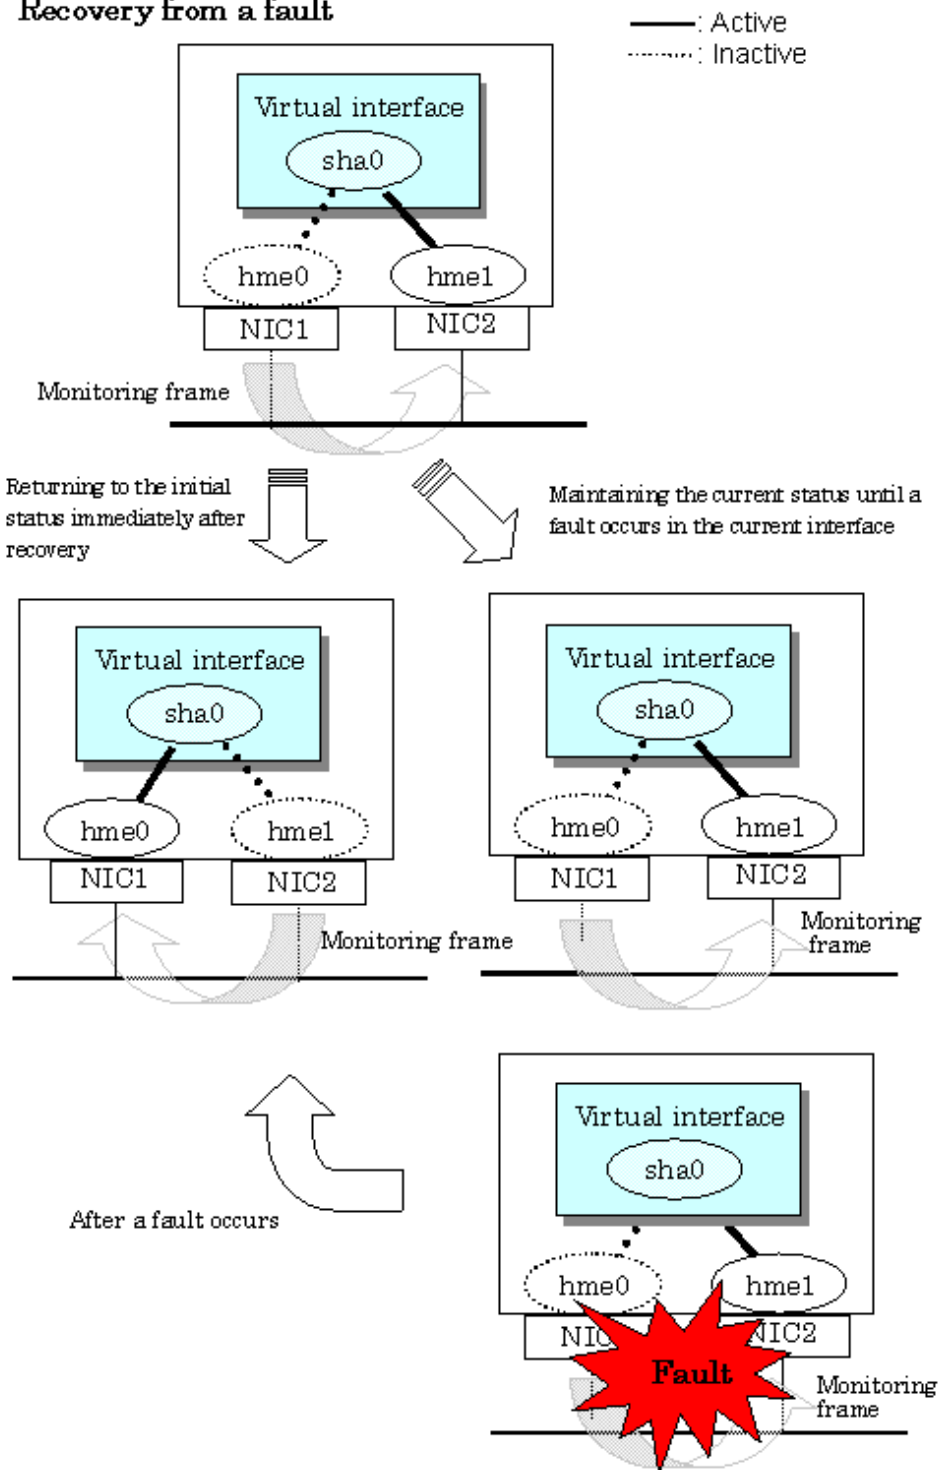 Recovery from a fault
: Active
: Inactive
Virtual interface
sha0
hme0
hme1
NIC1
NIC2
Monitoring frame
Returning to the initial
status immediately after
recovery
Maintaining the current status until a
fault occurs in the current interface
Virtual interface
sha0
hme0
hme1
NIC1
NIC2
Monitoring frame
Virtual interface
sha0
hme0
hme1
NIC1
NIC2
Monitoring
frame
After a fault occurs
Virtual interface
sha0
hme0
hme1
NIC
NIC2
Fault
Monitoring
frame